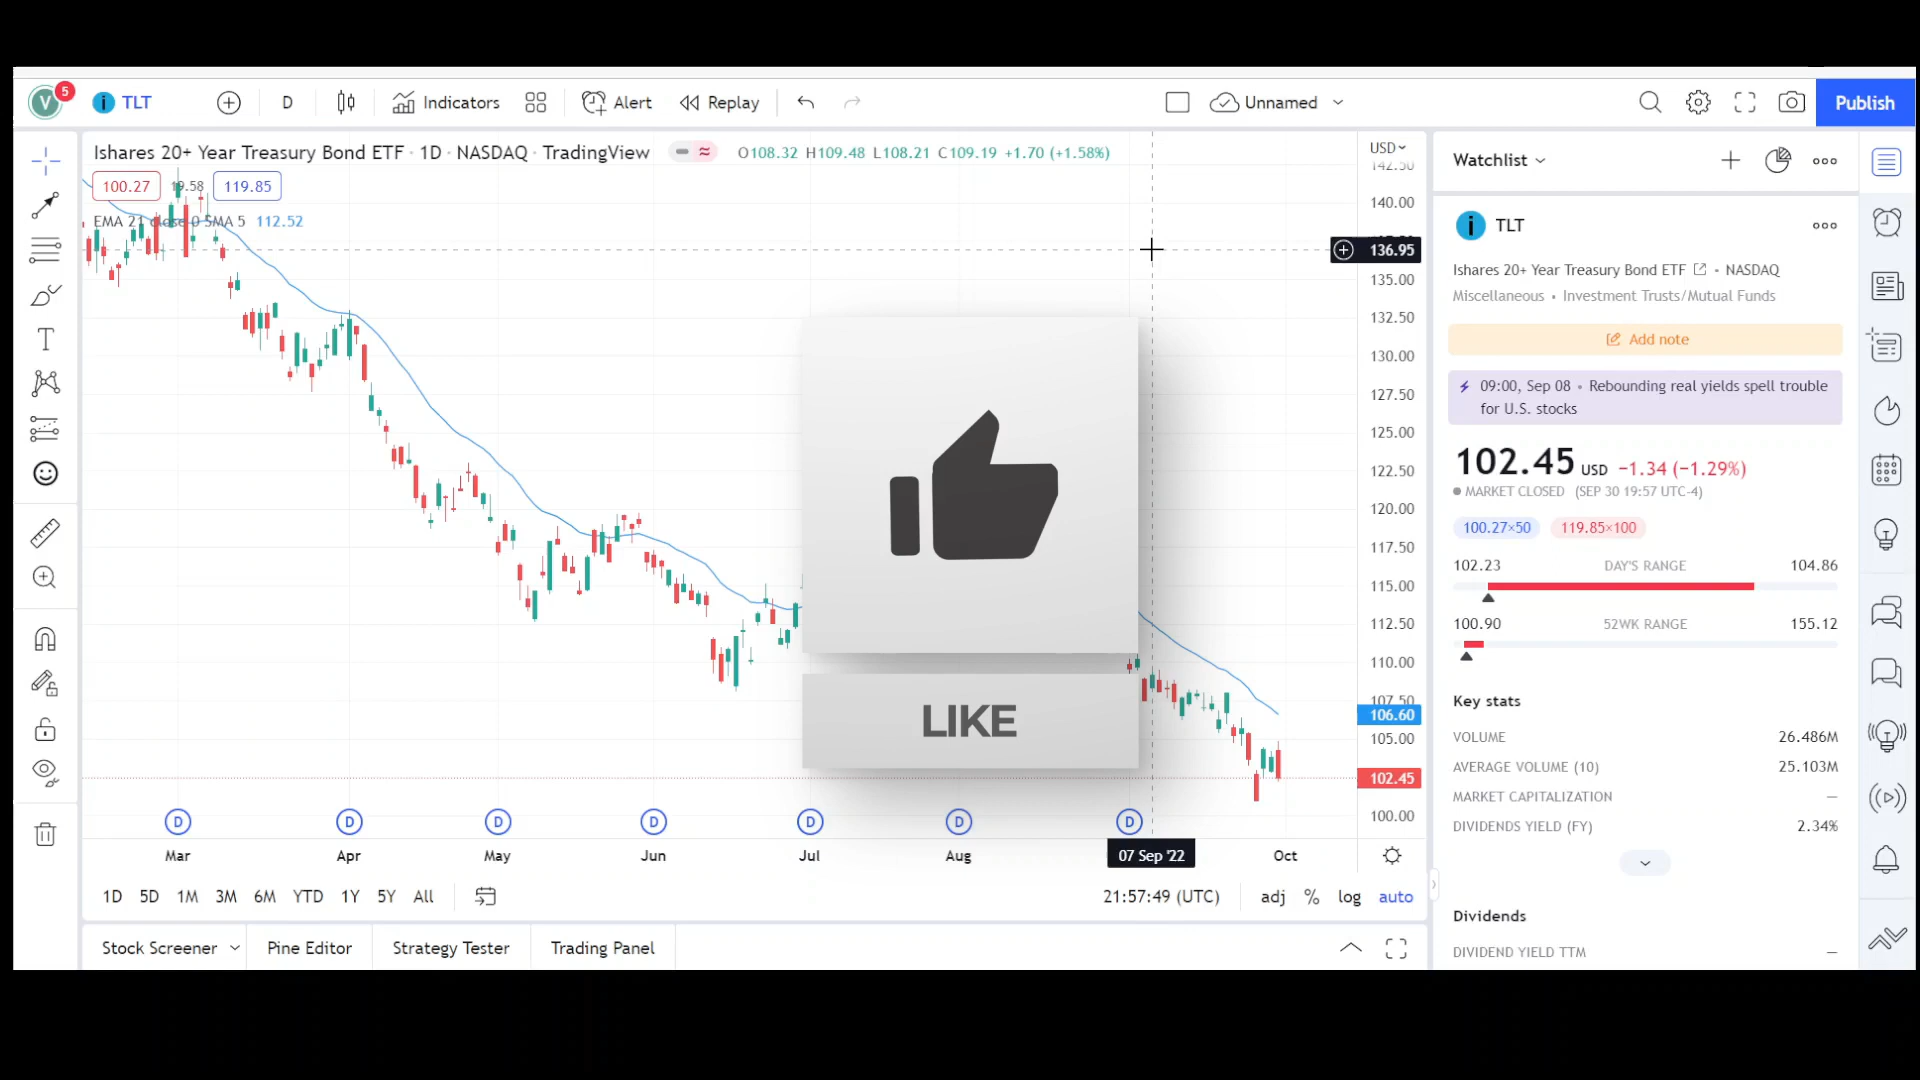 V 5 TLT D Indicators Alert Replay Unnamed Publish
Ishares 20+ Year Treasury Bond ETF · 1D · NASDAQ · TradingView O108.32 H109.48 L108.21 C109.19 +1.70 (+1.58%)
100.27 19.58 119.85
EMA 21 close 0 SMA 5 112.52
USD
142.50
140.00
136.95
135.00
132.50
130.00
127.50
125.00
122.50
120.00
117.50
115.00
112.50
110.00
107.50
106.60
105.00
102.45
100.00
LIKE
D D D D D D D
Mar Apr May Jun Jul Aug 07 Sep '22 Oct
1D 5D 1M 3M 6M YTD 1Y 5Y All 21:57:49 (UTC) adj % log auto
Stock Screener Pine Editor Strategy Tester Trading Panel
Watchlist
TLT
Ishares 20+ Year Treasury Bond ETF • NASDAQ
Miscellaneous • Investment Trusts/Mutual Funds
Add note
09:00, Sep 08 • Rebounding real yields spell trouble
for U.S. stocks
102.45 USD −1.34 (−1.29%)
MARKET CLOSED (SEP 30 19:57 UTC-4)
100.27×50 119.85×100
102.23 DAY'S RANGE 104.86
100.90 52WK RANGE 155.12
Key stats
VOLUME 26.486M
AVERAGE VOLUME (10) 25.103M
MARKET CAPITALIZATION —
DIVIDENDS YIELD (FY) 2.34%
Dividends
DIVIDEND YIELD TTM —